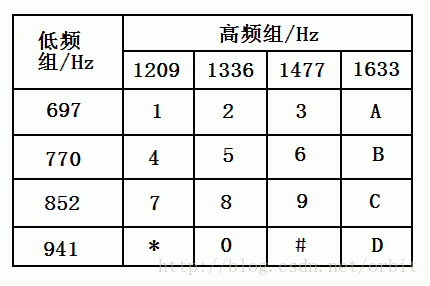 低频组/Hz 高频组/Hz
1209 1336 1477 1633
697 1 2 3 A
770 4 5 6 B
852 7 8 9 C
941 * 0 # D
http://blog.csdn.net/orbit